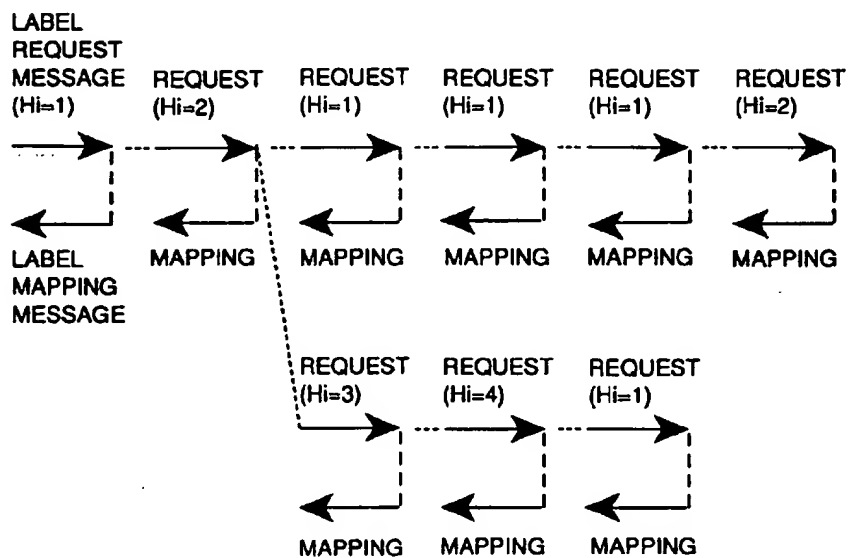 LABEL
REQUEST
MESSAGE
(Hi=1)
REQUEST
(Hi=2)
REQUEST
(Hi=1)
REQUEST
(Hi=1)
REQUEST
(Hi=1)
REQUEST
(Hi=2)
LABEL
MAPPING
MESSAGE
MAPPING
MAPPING
MAPPING
MAPPING
MAPPING
REQUEST
(Hi=3)
REQUEST
(Hi=4)
REQUEST
(Hi=1)
MAPPING
MAPPING
MAPPING